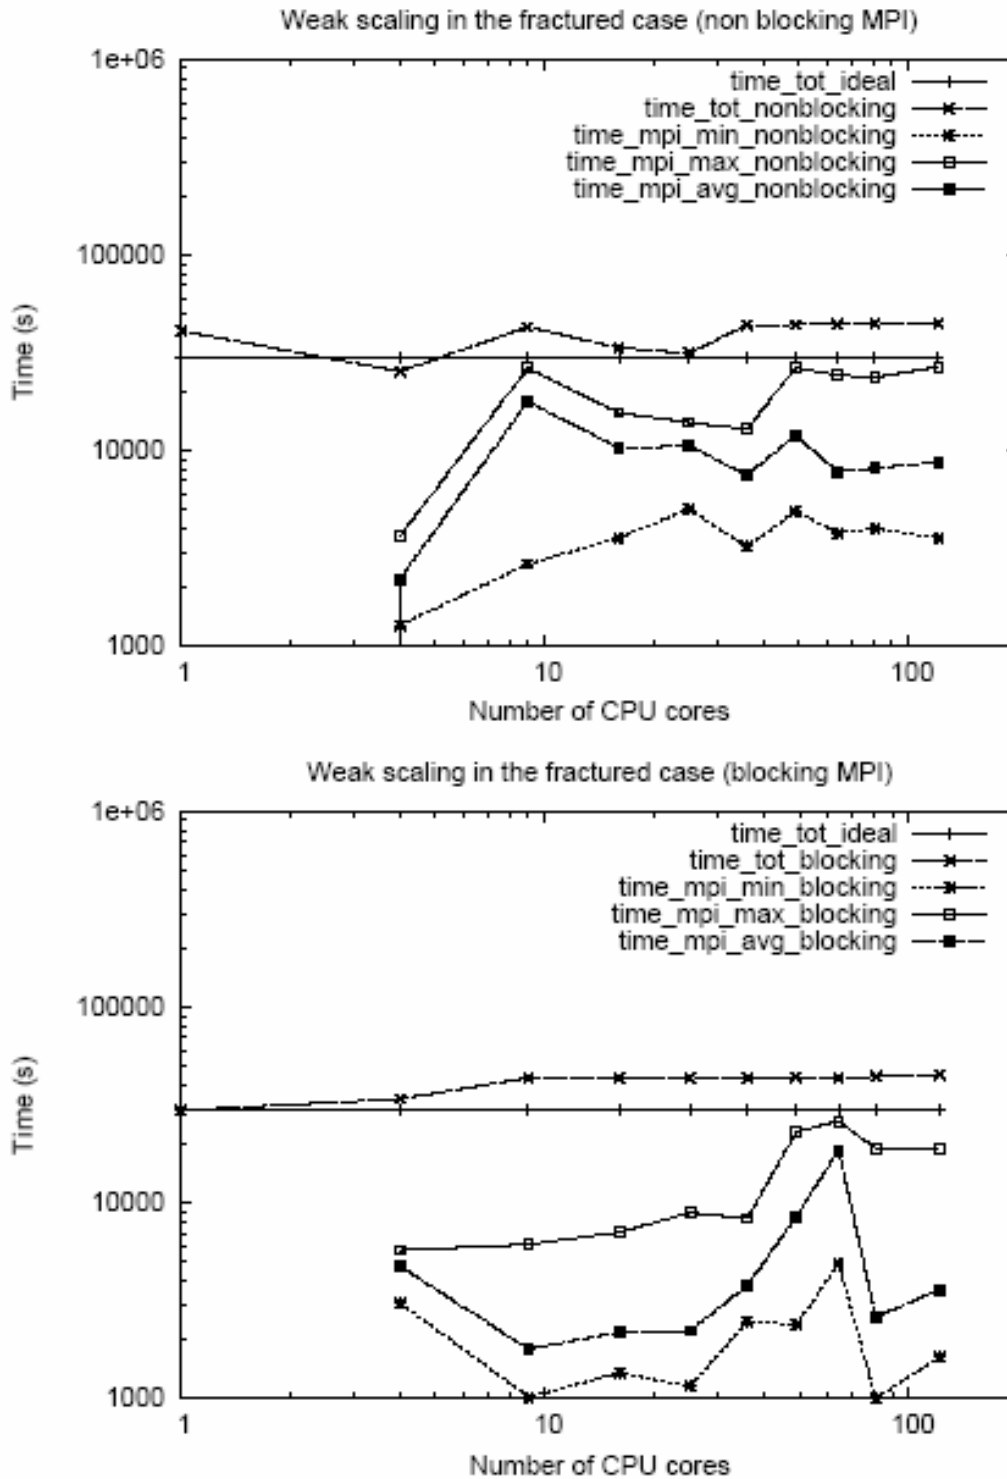 Weak scaling in the fractured case (non blocking MPI)
1e+06
time_tot_ideal
time_tot_nonblocking
time_mpi_min_nonblocking
time_mpi_max_nonblocking
time_mpi_avg_nonblocking
100000
Time (s)
10000
1000
1
10
100
Number of CPU cores
Weak scaling in the fractured case (blocking MPI)
1e+06
time_tot_ideal
time_tot_blocking
time_mpi_min_blocking
time_mpi_max_blocking
time_mpi_avg_blocking
100000
Time (s)
10000
1000
1
10
100
Number of CPU cores